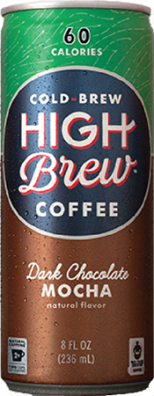 60
CALORIES
COLD-BREW
HIGH
Brew
COFFEE
Dark Chocolate
MOCHA
natural flavor
8 FL OZ
(236 mL)